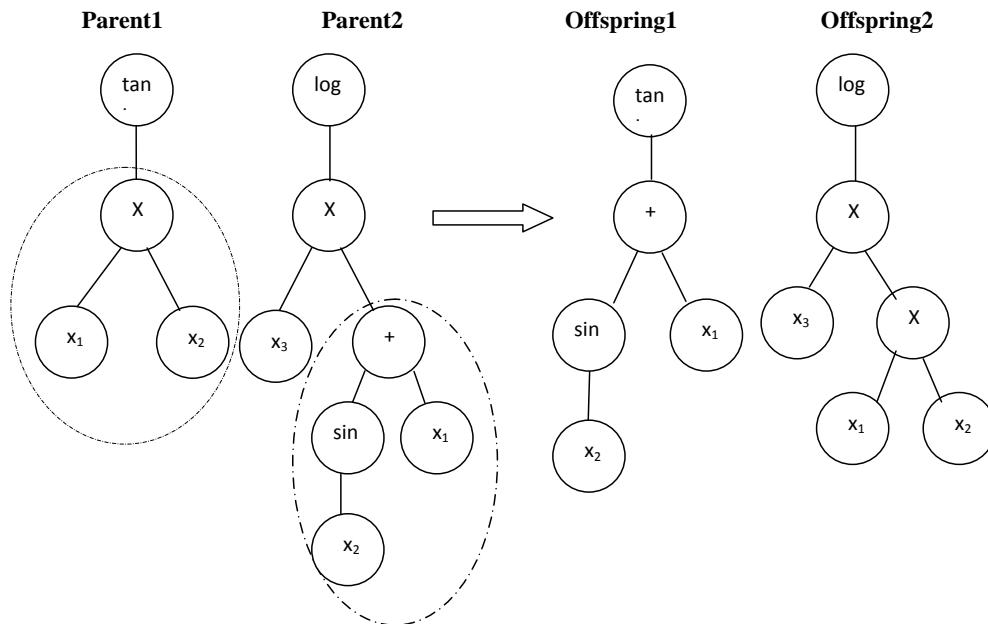 Parent1 Parent2 Offspring1 Offspring2
tan log tan log
X X + X
x₁ x₂ x₃ + sin x₁ x₃ X
sin x₁ x₂ x₁ x₂
x₂